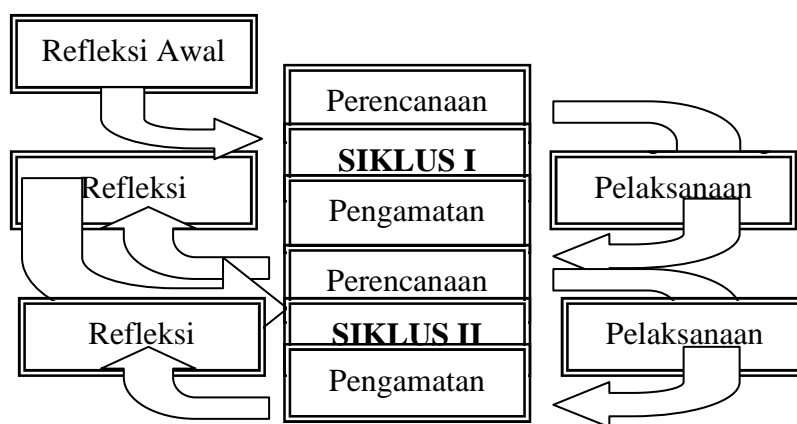 Refleksi Awal
Perencanaan
SIKLUS I
Refleksi
Pelaksanaan
Pengamatan
Perencanaan
Refleksi
SIKLUS II
Pelaksanaan
Pengamatan